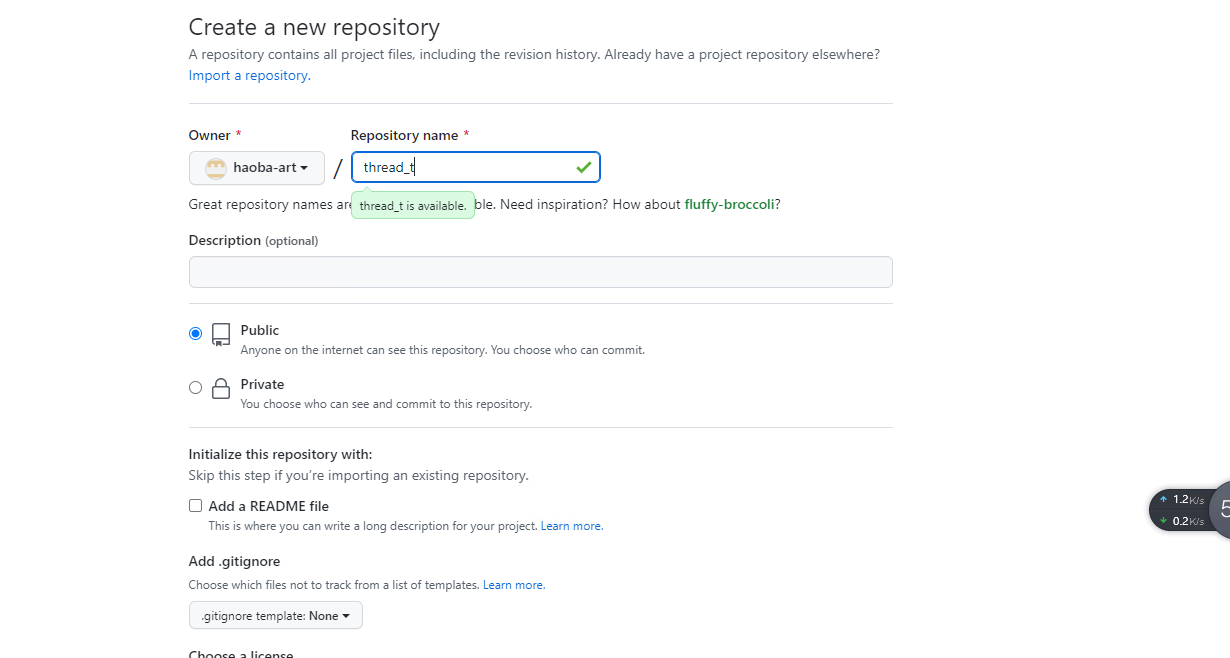 Create a new repository
A repository contains all project files, including the revision history. Already have a project repository elsewhere?
Import a repository.
Owner * Repository name *
haoba-art / thread_t
Great repository names are ble. Need inspiration? How about fluffy-broccoli?
thread_t is available.
Description (optional)
Public
Anyone on the internet can see this repository. You choose who can commit.
Private
You choose who can see and commit to this repository.
Initialize this repository with:
Skip this step if you’re importing an existing repository.
Add a README file
This is where you can write a long description for your project. Learn more.
1.2K/s
0.2K/s
5
Add .gitignore
Choose which files not to track from a list of templates. Learn more.
.gitignore template: None
Choose a license